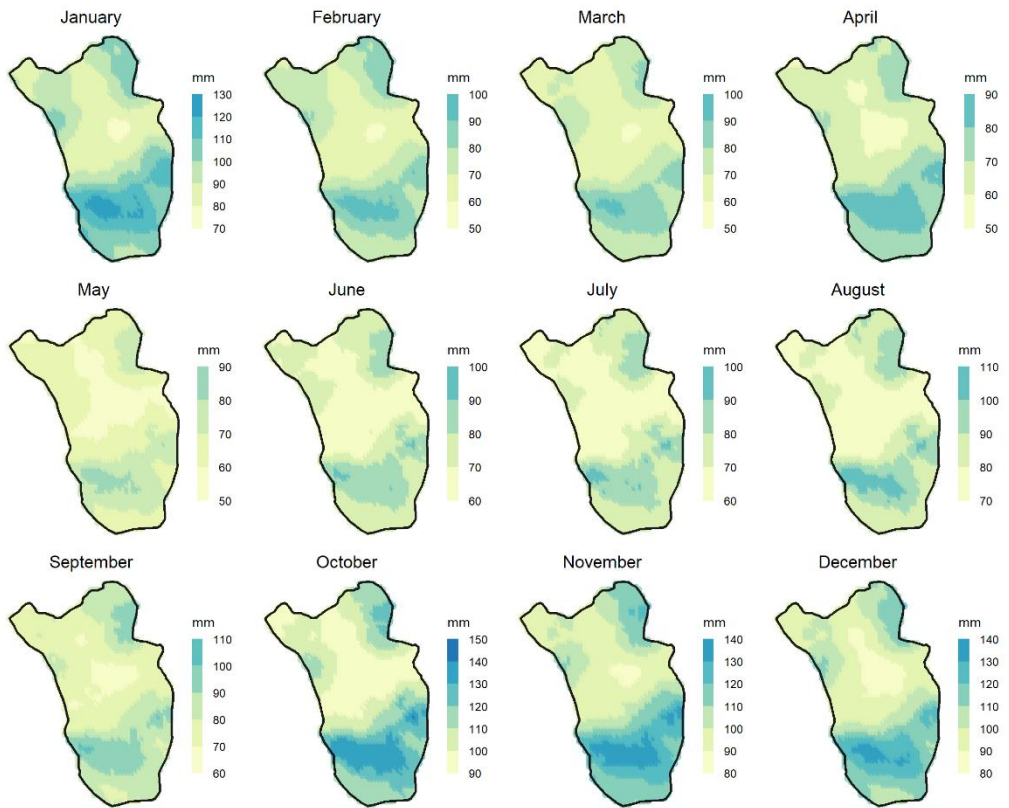 January
February
March
April
mm
130
120
110
100
90
80
70
mm
100
90
80
70
60
50
mm
100
90
80
70
60
50
mm
90
80
70
60
50
May
June
July
August
mm
90
80
70
60
50
mm
100
90
80
70
60
mm
100
90
80
70
60
mm
110
100
90
80
70
September
October
November
December
mm
110
100
90
80
70
60
mm
150
140
130
120
110
100
90
mm
140
130
120
110
100
90
80
mm
140
130
120
110
100
90
80